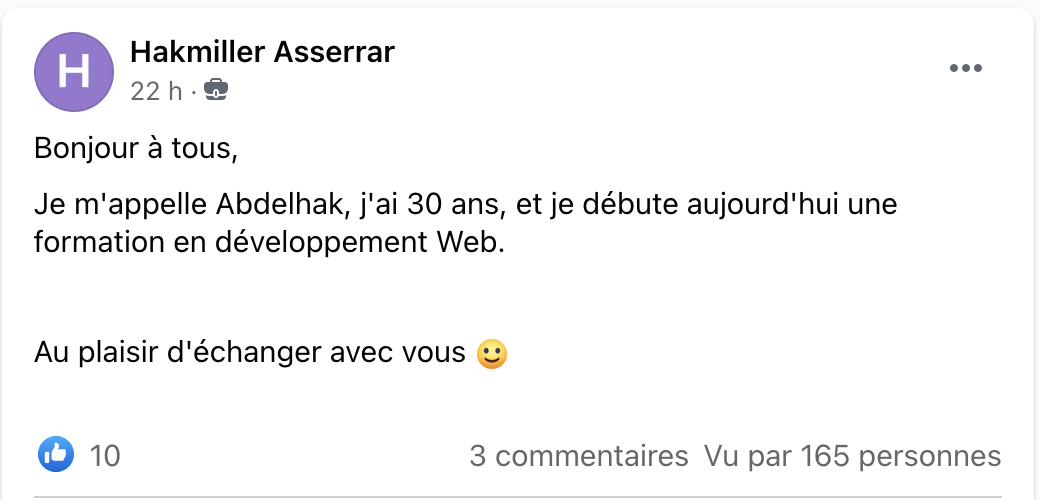 H
Hakmiller Asserrar
22 h ·
Bonjour à tous,
Je m'appelle Abdelhak, j'ai 30 ans, et je débute aujourd'hui une
formation en développement Web.
Au plaisir d'échanger avec vous 🙂
10
3 commentaires Vu par 165 personnes